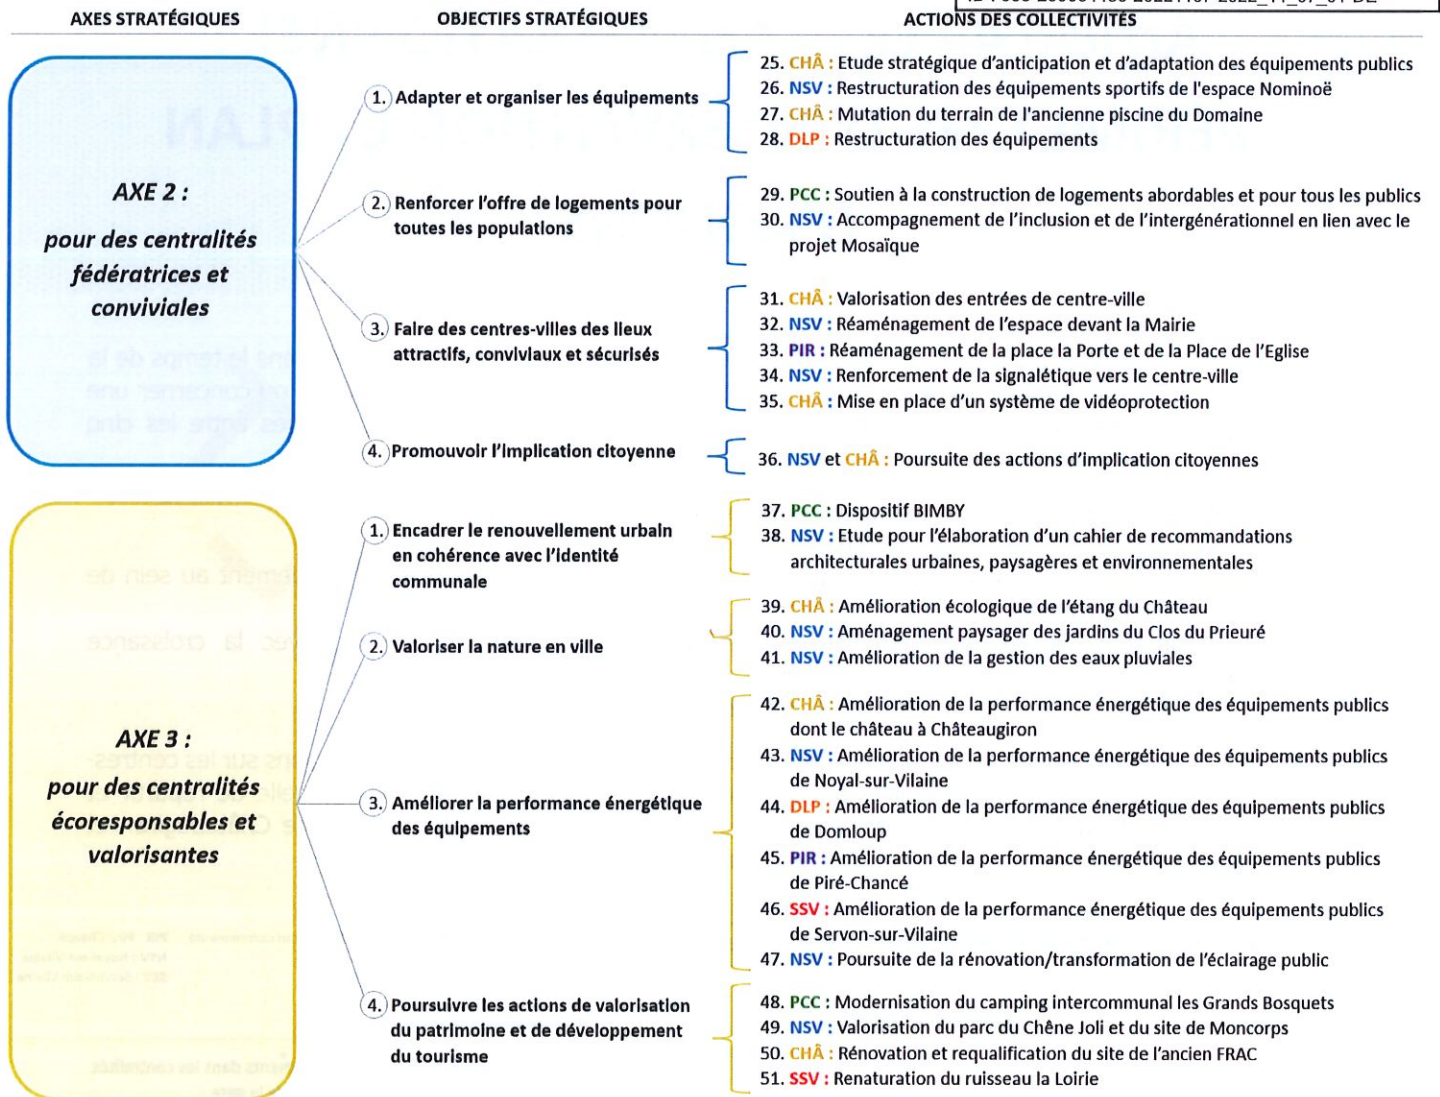 AXES STRATÉGIQUES
OBJECTIFS STRATÉGIQUES
ACTIONS DES COLLECTIVITÉS
AXE 2 :
pour des centralités
fédératrices et
conviviales
1. Adapter et organiser les équipements
25. CHÂ : Etude stratégique d'anticipation et d'adaptation des équipements publics
26. NSV : Restructuration des équipements sportifs de l'espace Nominoë
27. CHÂ : Mutation du terrain de l'ancienne piscine du Domaine
28. DLP : Restructuration des équipements
2. Renforcer l'offre de logements pour
toutes les populations
29. PCC : Soutien à la construction de logements abordables et pour tous les publics
30. NSV : Accompagnement de l'inclusion et de l'intergénérationnel en lien avec le
projet Mosaïque
3. Faire des centres-villes des lieux
attractifs, conviviaux et sécurisés
31. CHÂ : Valorisation des entrées de centre-ville
32. NSV : Réaménagement de l'espace devant la Mairie
33. PIR : Réaménagement de la place la Porte et de la Place de l'Eglise
34. NSV : Renforcement de la signalétique vers le centre-ville
35. CHÂ : Mise en place d'un système de vidéoprotection
4. Promouvoir l'implication citoyenne
36. NSV et CHÂ : Poursuite des actions d'implication citoyennes
AXE 3 :
pour des centralités
écoresponsables et
valorisantes
1. Encadrer le renouvellement urbain
en cohérence avec l'identité
communale
37. PCC : Dispositif BIMBY
38. NSV : Etude pour l'élaboration d'un cahier de recommandations
architecturales urbaines, paysagères et environnementales
2. Valoriser la nature en ville
39. CHÂ : Amélioration écologique de l'étang du Château
40. NSV : Aménagement paysager des jardins du Clos du Prieuré
41. NSV : Amélioration de la gestion des eaux pluviales
3. Améliorer la performance énergétique
des équipements
42. CHÂ : Amélioration de la performance énergétique des équipements publics
dont le château à Châteaugiron
43. NSV : Amélioration de la performance énergétique des équipements publics
de Noyal-sur-Vilaine
44. DLP : Amélioration de la performance énergétique des équipements publics
de Domloup
45. PIR : Amélioration de la performance énergétique des équipements publics
de Piré-Chancé
46. SSV : Amélioration de la performance énergétique des équipements publics
de Servon-sur-Vilaine
47. NSV : Poursuite de la rénovation/transformation de l'éclairage public
4. Poursuivre les actions de valorisation
du patrimoine et de développement
du tourisme
48. PCC : Modernisation du camping intercommunal les Grands Bosquets
49. NSV : Valorisation du parc du Chêne Joli et du site de Moncorps
50. CHÂ : Rénovation et requalification du site de l'ancien FRAC
51. SSV : Renaturation du ruisseau la Loirie